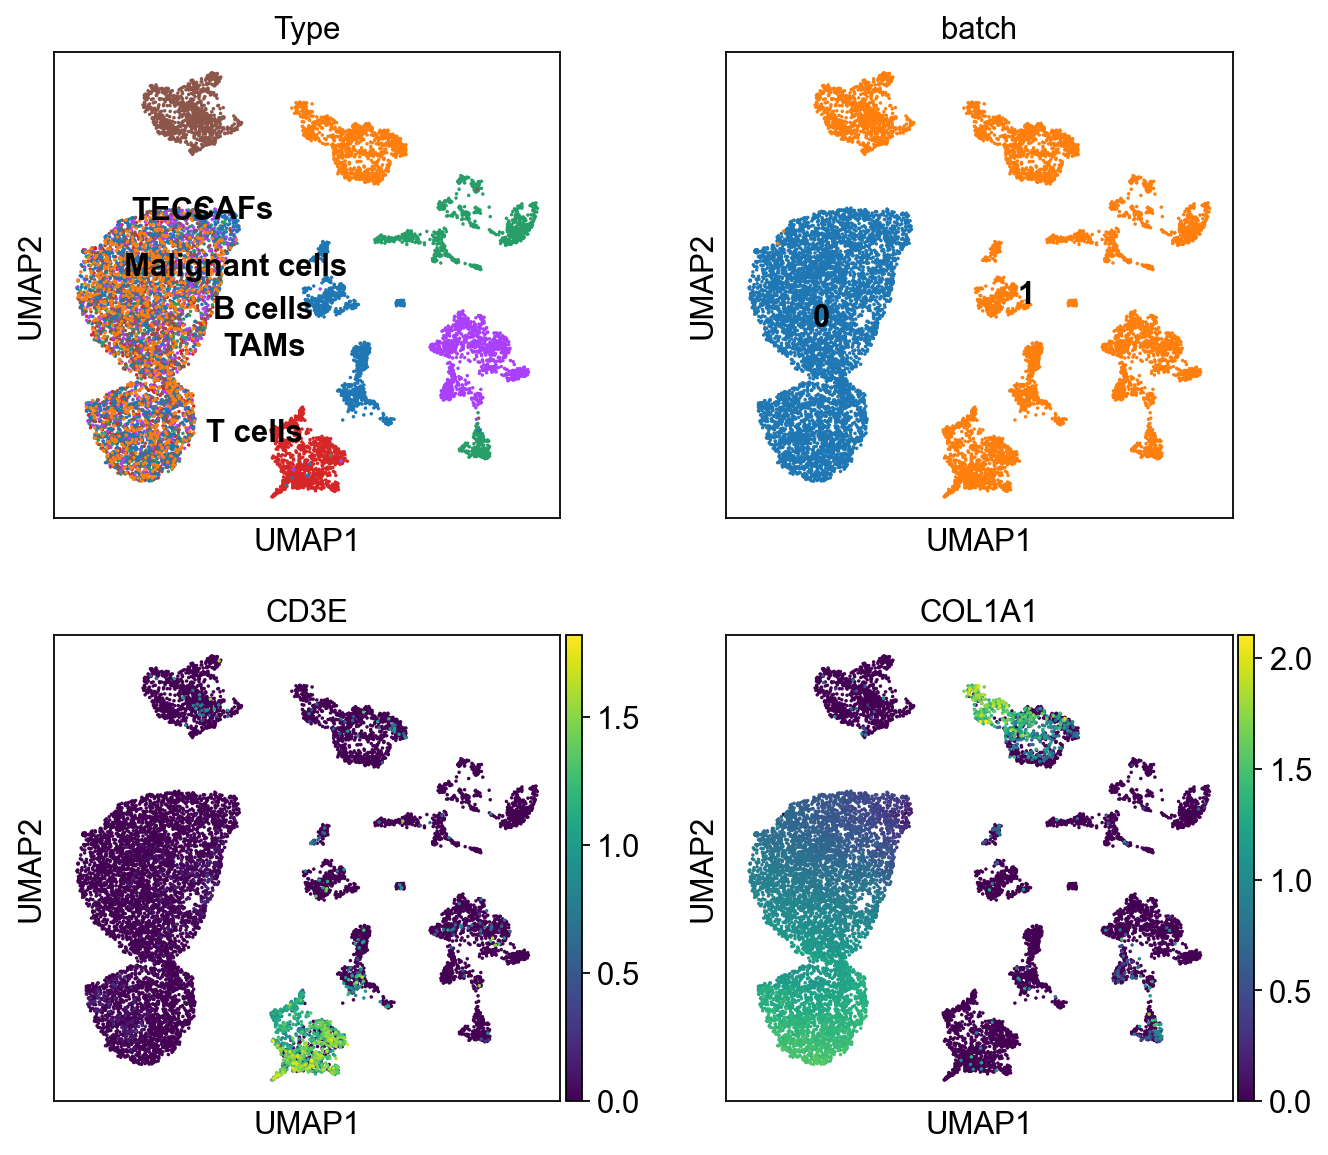 Type
batch
TECs
CAFs
Malignant cells
B cells
TAMs
T cells
UMAP2
UMAP1
0
1
UMAP2
UMAP1
CD3E
COL1A1
UMAP2
UMAP1
1.5
1.0
0.5
0.0
UMAP2
UMAP1
2.0
1.5
1.0
0.5
0.0